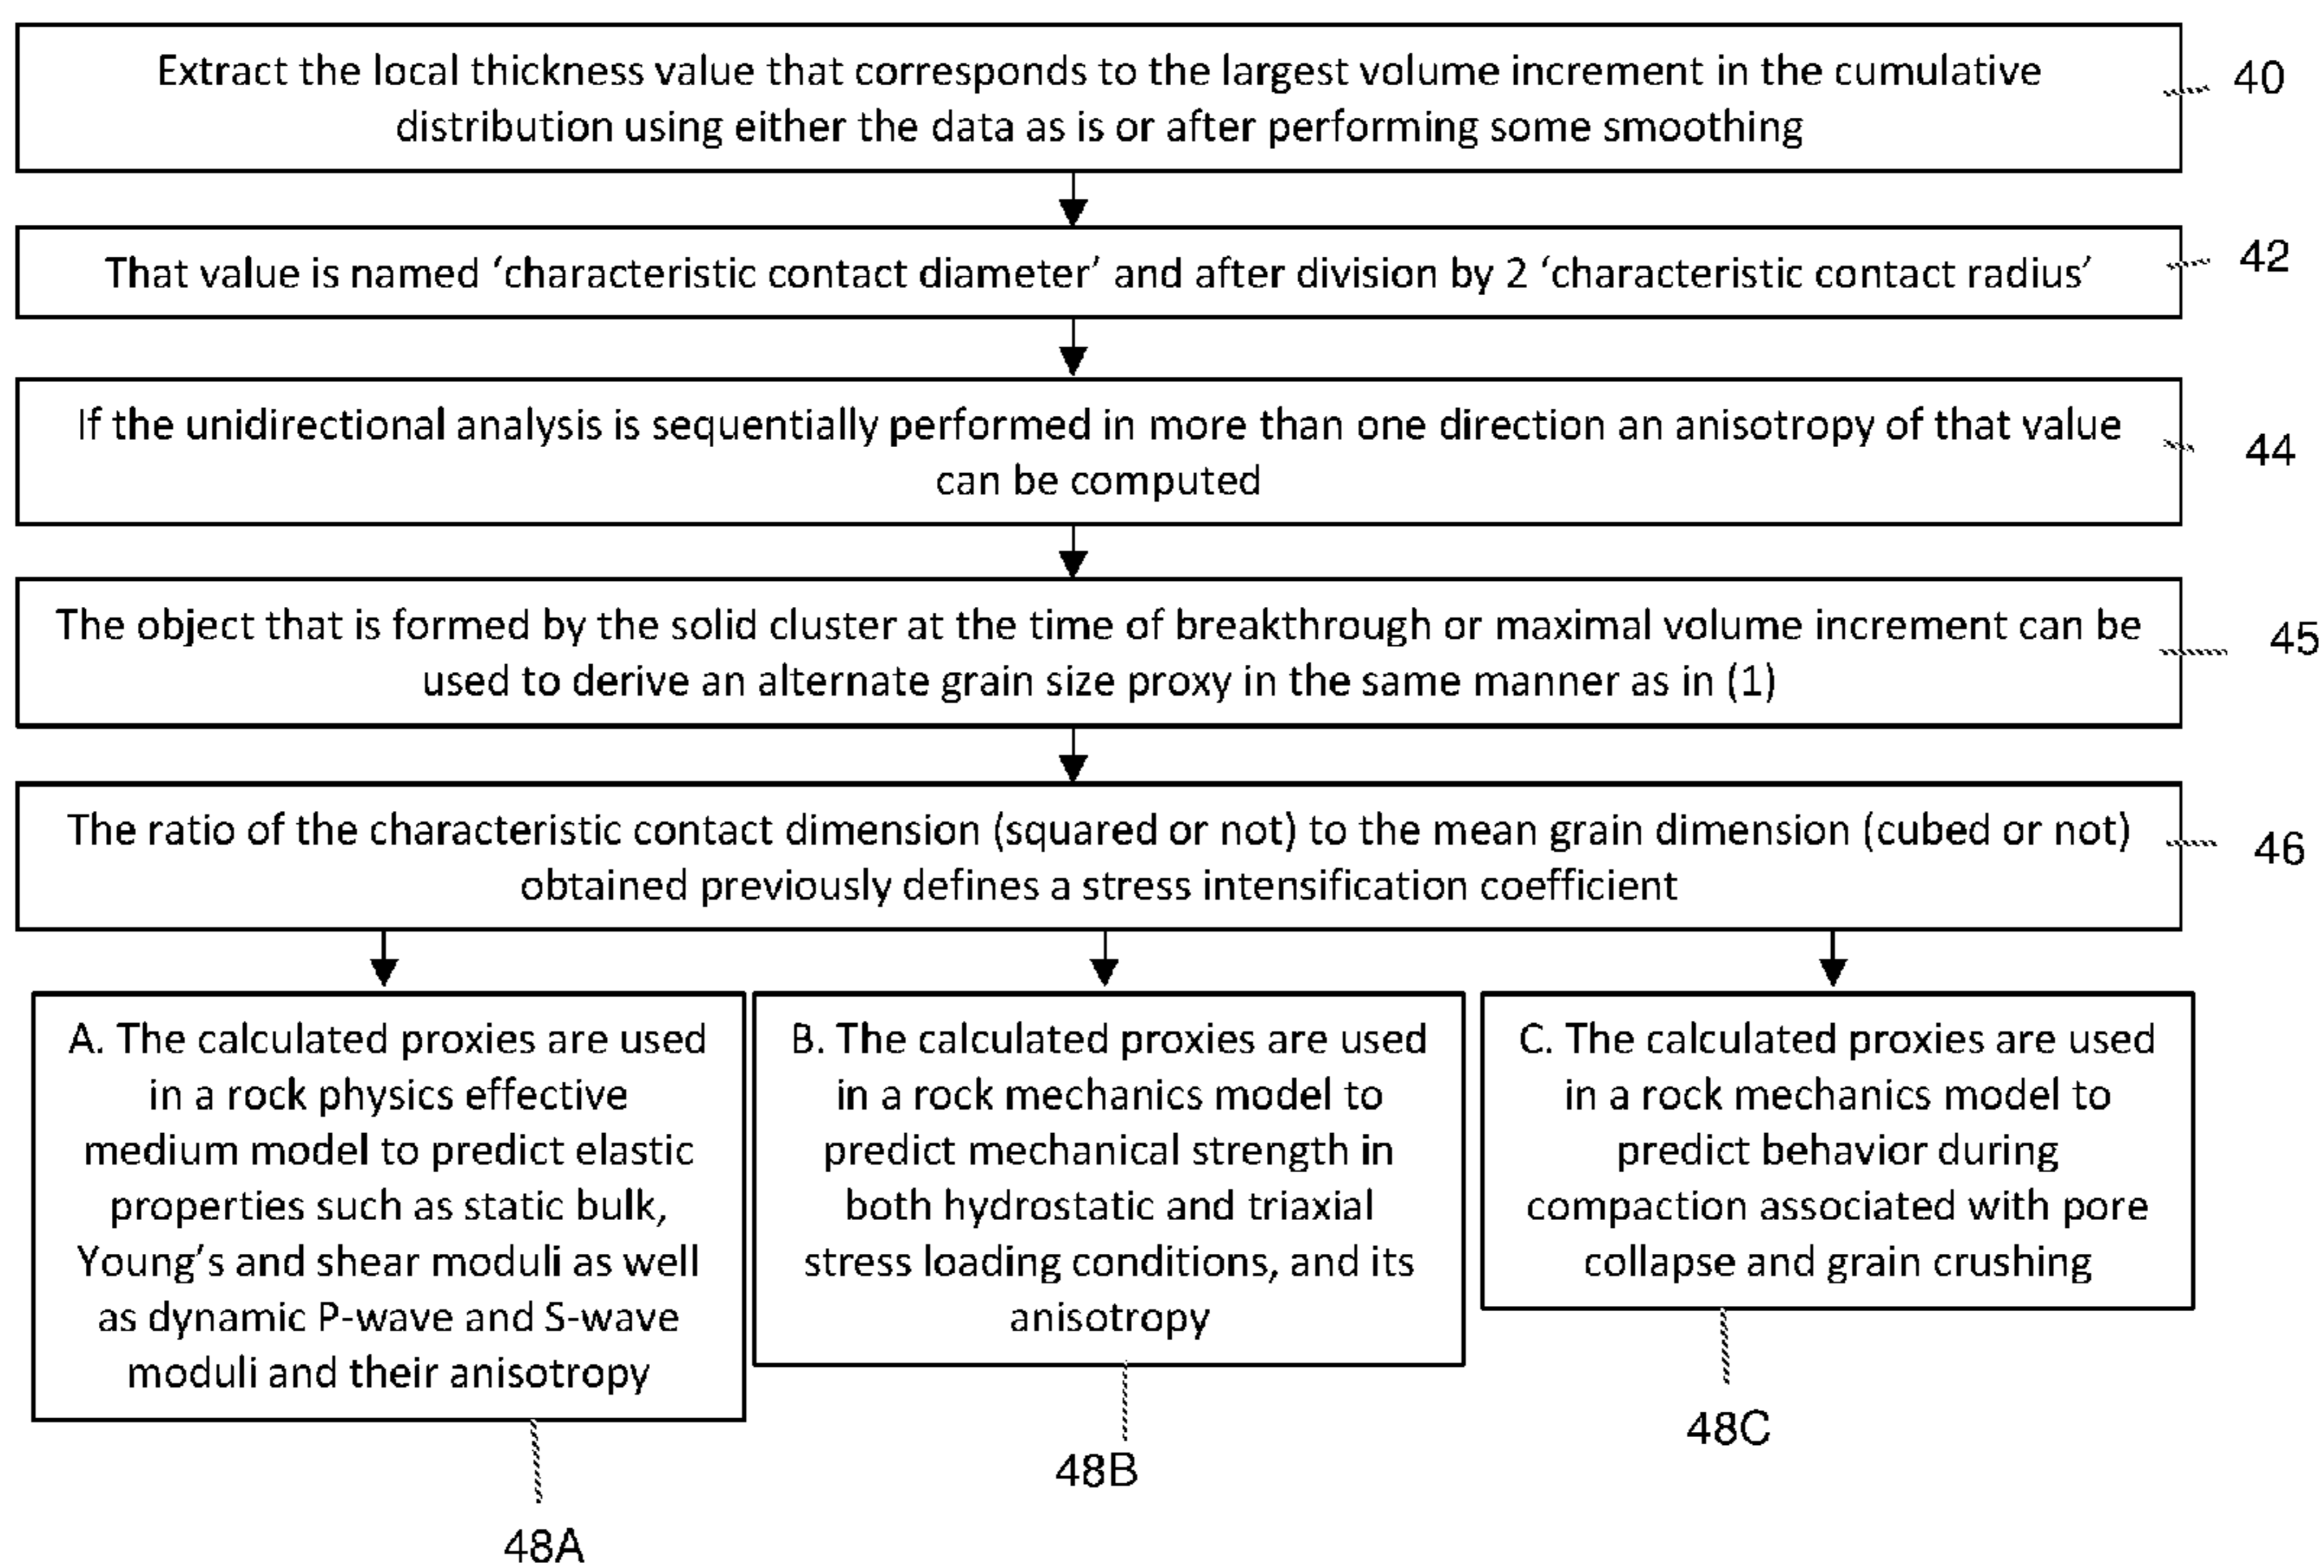 Extract the local thickness value that corresponds to the largest volume increment in the cumulative
distribution using either the data as is or after performing some smoothing
40
That value is named ‘characteristic contact diameter’ and after division by 2 ‘characteristic contact radius’
42
If the unidirectional analysis is sequentially performed in more than one direction an anisotropy of that value
can be computed
44
The object that is formed by the solid cluster at the time of breakthrough or maximal volume increment can be
used to derive an alternate grain size proxy in the same manner as in (1)
45
The ratio of the characteristic contact dimension (squared or not) to the mean grain dimension (cubed or not)
obtained previously defines a stress intensification coefficient
46
A. The calculated proxies are used
in a rock physics effective
medium model to predict elastic
properties such as static bulk,
Young’s and shear moduli as well
as dynamic P-wave and S-wave
moduli and their anisotropy
48A
B. The calculated proxies are used
in a rock mechanics model to
predict mechanical strength in
both hydrostatic and triaxial
stress loading conditions, and its
anisotropy
48B
C. The calculated proxies are used
in a rock mechanics model to
predict behavior during
compaction associated with pore
collapse and grain crushing
48C